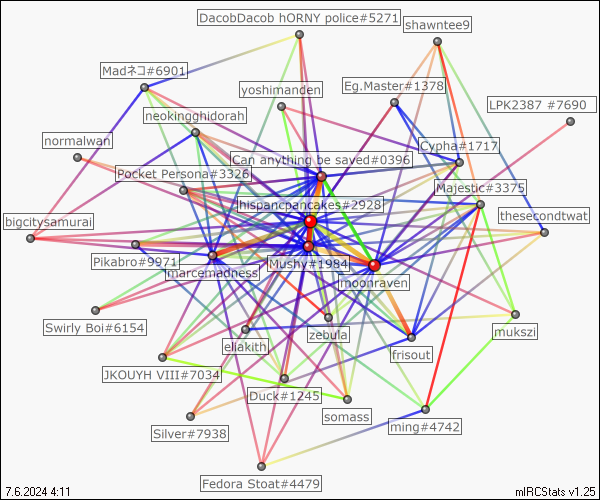 DacobDacob hORNY police#5271
shawntee9
Madネコ#6901
yoshimanden
Eg.Master#1378
LPK2387 #7690
neokingghidorah
normalwan
Cypha#1717
Can anything be saved#0396
Pocket Persona#3326
Majestic#3375
hispancpancakes#2928
thesecondtwat
bigcitysamurai
Pikabro#9971
marcemadness
Mushy#1984
moonraven
Swirly Boi#6154
zebula
mukszi
eliakith
frisout
JKOUYH VIII#7034
Duck#1245
somass
Silver#7938
ming#4742
Fedora Stoat#4479
7.6.2024 4:11
mIRCStats v1.25